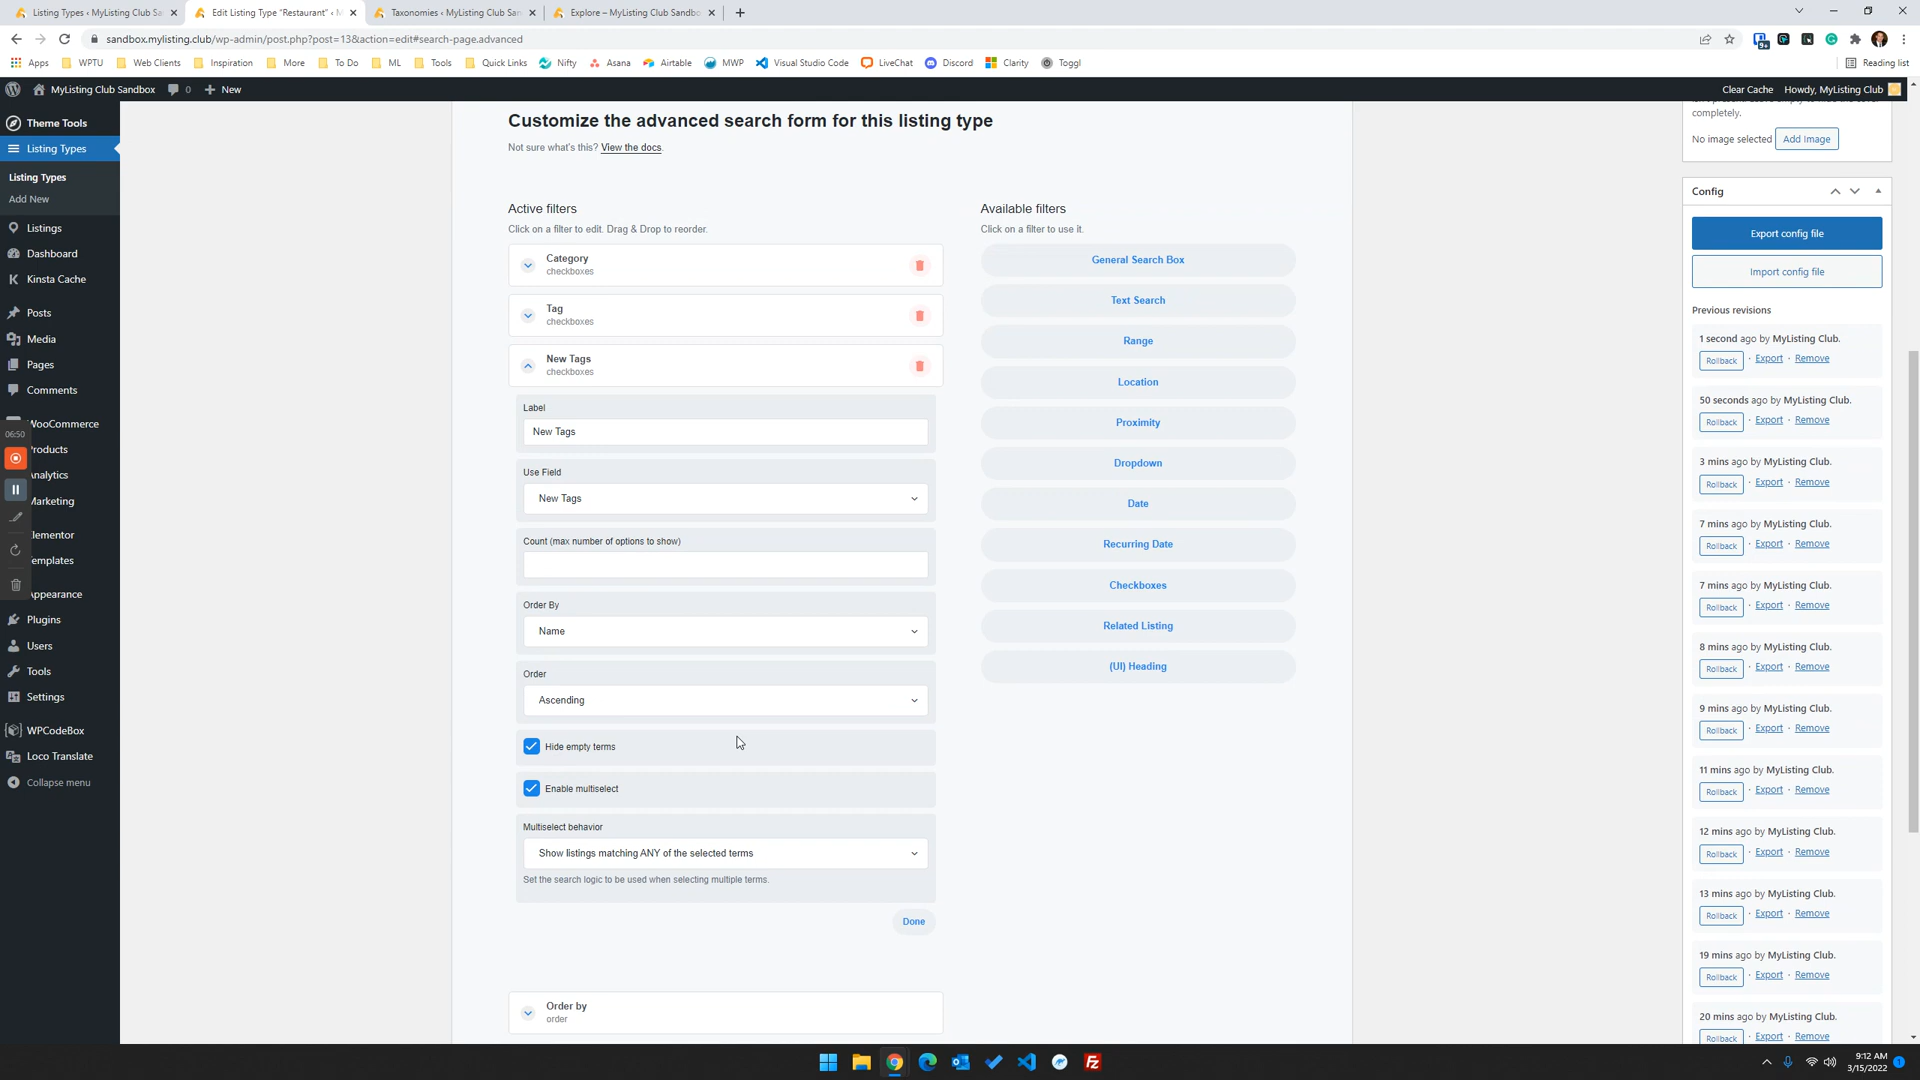 Listing Types ‹ MyListing Club Sa
Edit Listing Type "Restaurant" ‹ M
Taxonomies ‹ MyListing Club San
Explore – MyListing Club Sandbo
sandbox.mylisting.club/wp-admin/post.php?post=13&action=edit#search-page.advanced
9+
Apps
WPTU
Web Clients
Inspiration
More
To Do
ML
Tools
Quick Links
Nifty
Asana
Airtable
MWP
Visual Studio Code
LiveChat
Discord
Clarity
Toggl
Reading list
MyListing Club Sandbox
0
New
Clear Cache
Howdy, MyListing Club
Theme Tools
Listing Types
Listing Types
Add New
Listings
Dashboard
Kinsta Cache
Posts
Media
Pages
Comments
WooCommerce
06:50
roducts
nalytics
Marketing
lementor
emplates
ppearance
Plugins
Users
Tools
Settings
WPCodeBox
Loco Translate
Collapse menu
Customize the advanced search form for this listing type
Not sure what's this? View the docs.
Active filters
Click on a filter to edit. Drag & Drop to reorder.
Category
checkboxes
Tag
checkboxes
New Tags
checkboxes
Label
New Tags
Use Field
New Tags
Count (max number of options to show)
Order By
Name
Order
Ascending
Hide empty terms
Enable multiselect
Multiselect behavior
Show listings matching ANY of the selected terms
Set the search logic to be used when selecting multiple terms.
Done
Order by
order
Available filters
Click on a filter to use it.
General Search Box
Text Search
Range
Location
Proximity
Dropdown
Date
Recurring Date
Checkboxes
Related Listing
(UI) Heading
completely.
No image selected
Add Image
Config
Export config file
Import config file
Previous revisions
1 second ago by MyListing Club.
Rollback · Export · Remove
50 seconds ago by MyListing Club.
Rollback · Export · Remove
3 mins ago by MyListing Club.
Rollback · Export · Remove
7 mins ago by MyListing Club.
Rollback · Export · Remove
7 mins ago by MyListing Club.
Rollback · Export · Remove
8 mins ago by MyListing Club.
Rollback · Export · Remove
9 mins ago by MyListing Club.
Rollback · Export · Remove
11 mins ago by MyListing Club.
Rollback · Export · Remove
12 mins ago by MyListing Club.
Rollback · Export · Remove
13 mins ago by MyListing Club.
Rollback · Export · Remove
19 mins ago by MyListing Club.
Rollback · Export · Remove
20 mins ago by MyListing Club.
Rollback · Export · Remove
9:12 AM
3/15/2022
1